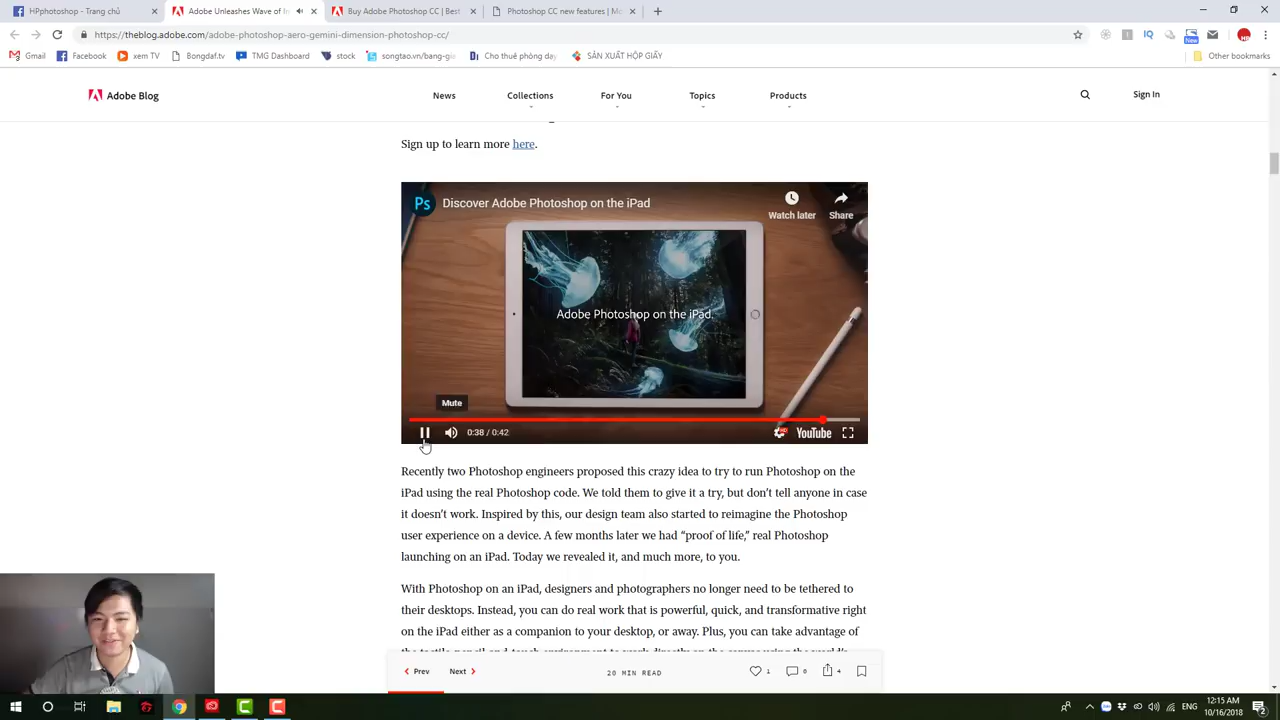 HPphotoshop - Trang chủ
Adobe Unleashes Wave of I
Buy Adobe Photoshop CC | Best
Photoshop CC new features | Mo
https://theblog.adobe.com/adobe-photoshop-aero-gemini-dimension-photoshop-cc/
Gmail
Facebook
xem TV
Bongdaf.tv
TMG Dashboard
stock
songtao.vn/bang-gi
Cho thuê phòng dạy
SẢN XUẤT HỘP GIẤY
Other bookmarks
Adobe Blog
News
Collections
For You
Topics
Products
Sign In
Sign up to learn more here.
Ps
Discover Adobe Photoshop on the iPad
Watch later
Share
Adobe Photoshop on the iPad.
Mute
0:38 / 0:42
HD
YouTube
Recently two Photoshop engineers proposed this crazy idea to try to run Photoshop on the
iPad using the real Photoshop code. We told them to give it a try, but don’t tell anyone in case
it doesn’t work. Inspired by this, our design team also started to reimagine the Photoshop
user experience on a device. A few months later we had “proof of life,” real Photoshop
launching on an iPad. Today we revealed it, and much more, to you.
With Photoshop on an iPad, designers and photographers no longer need to be tethered to
their desktops. Instead, you can do real work that is powerful, quick, and transformative right
on the iPad either as a companion to your desktop, or away. Plus, you can take advantage of
Prev
Next
20 MIN READ
1
0
4
ENG
12:15 AM
10/16/2018
2